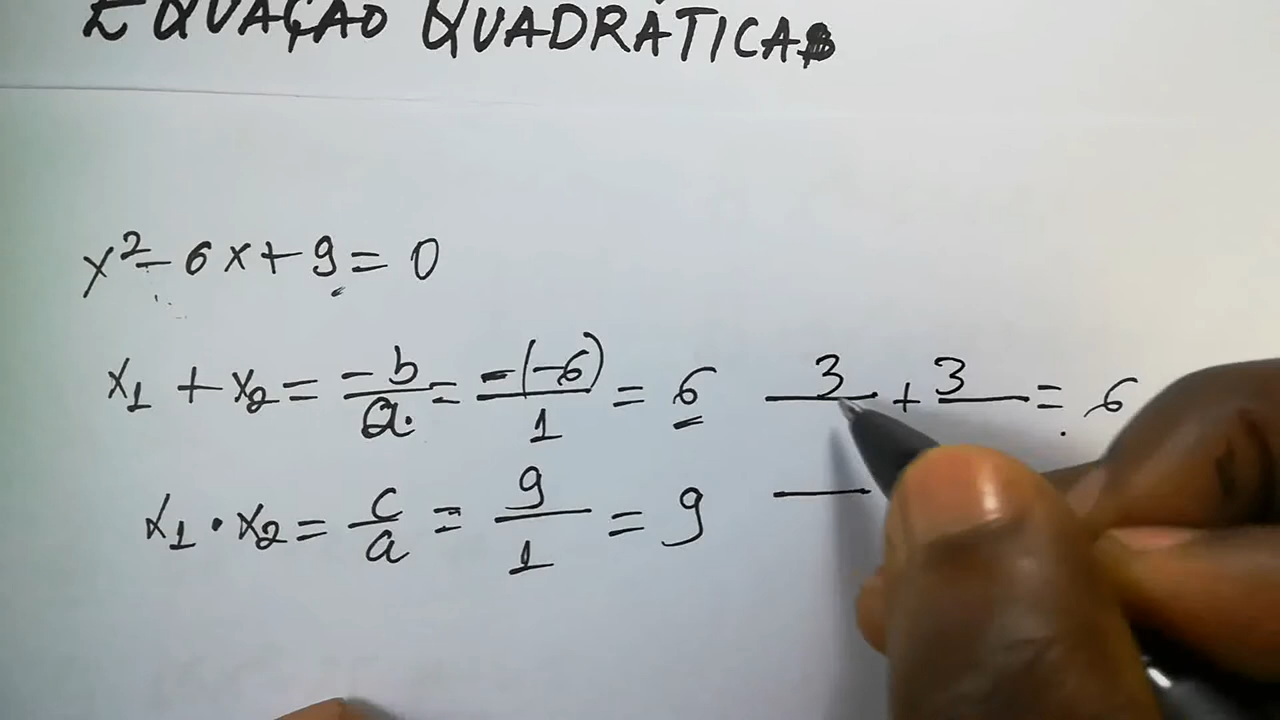 EQUAÇÃO QUADRÁTICAS
x² - 6x + 9 = 0
x₁ + x₂ = -b/a = -(-6)/1 = 6 3 + 3 = 6
x₁ · x₂ = c/a = 9/1 = 9